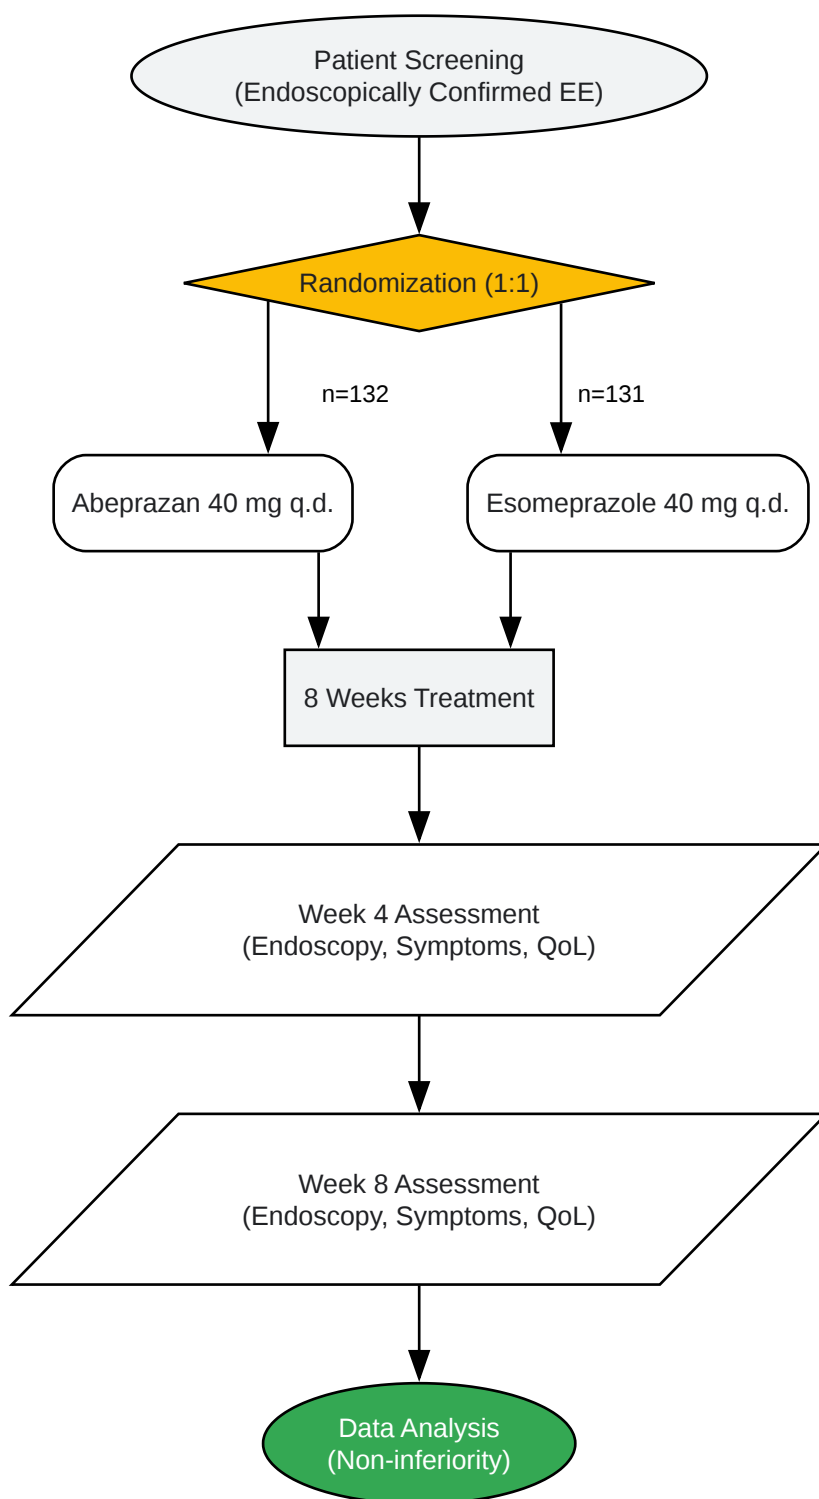 Patient Screening
(Endoscopically Confirmed EE)
Randomization (1:1)
n=132
n=131
Abeprazan 40 mg q.d.
Esomeprazole 40 mg q.d.
8 Weeks Treatment
Week 4 Assessment
(Endoscopy, Symptoms, QoL)
Week 8 Assessment
(Endoscopy, Symptoms, QoL)
Data Analysis
(Non-inferiority)